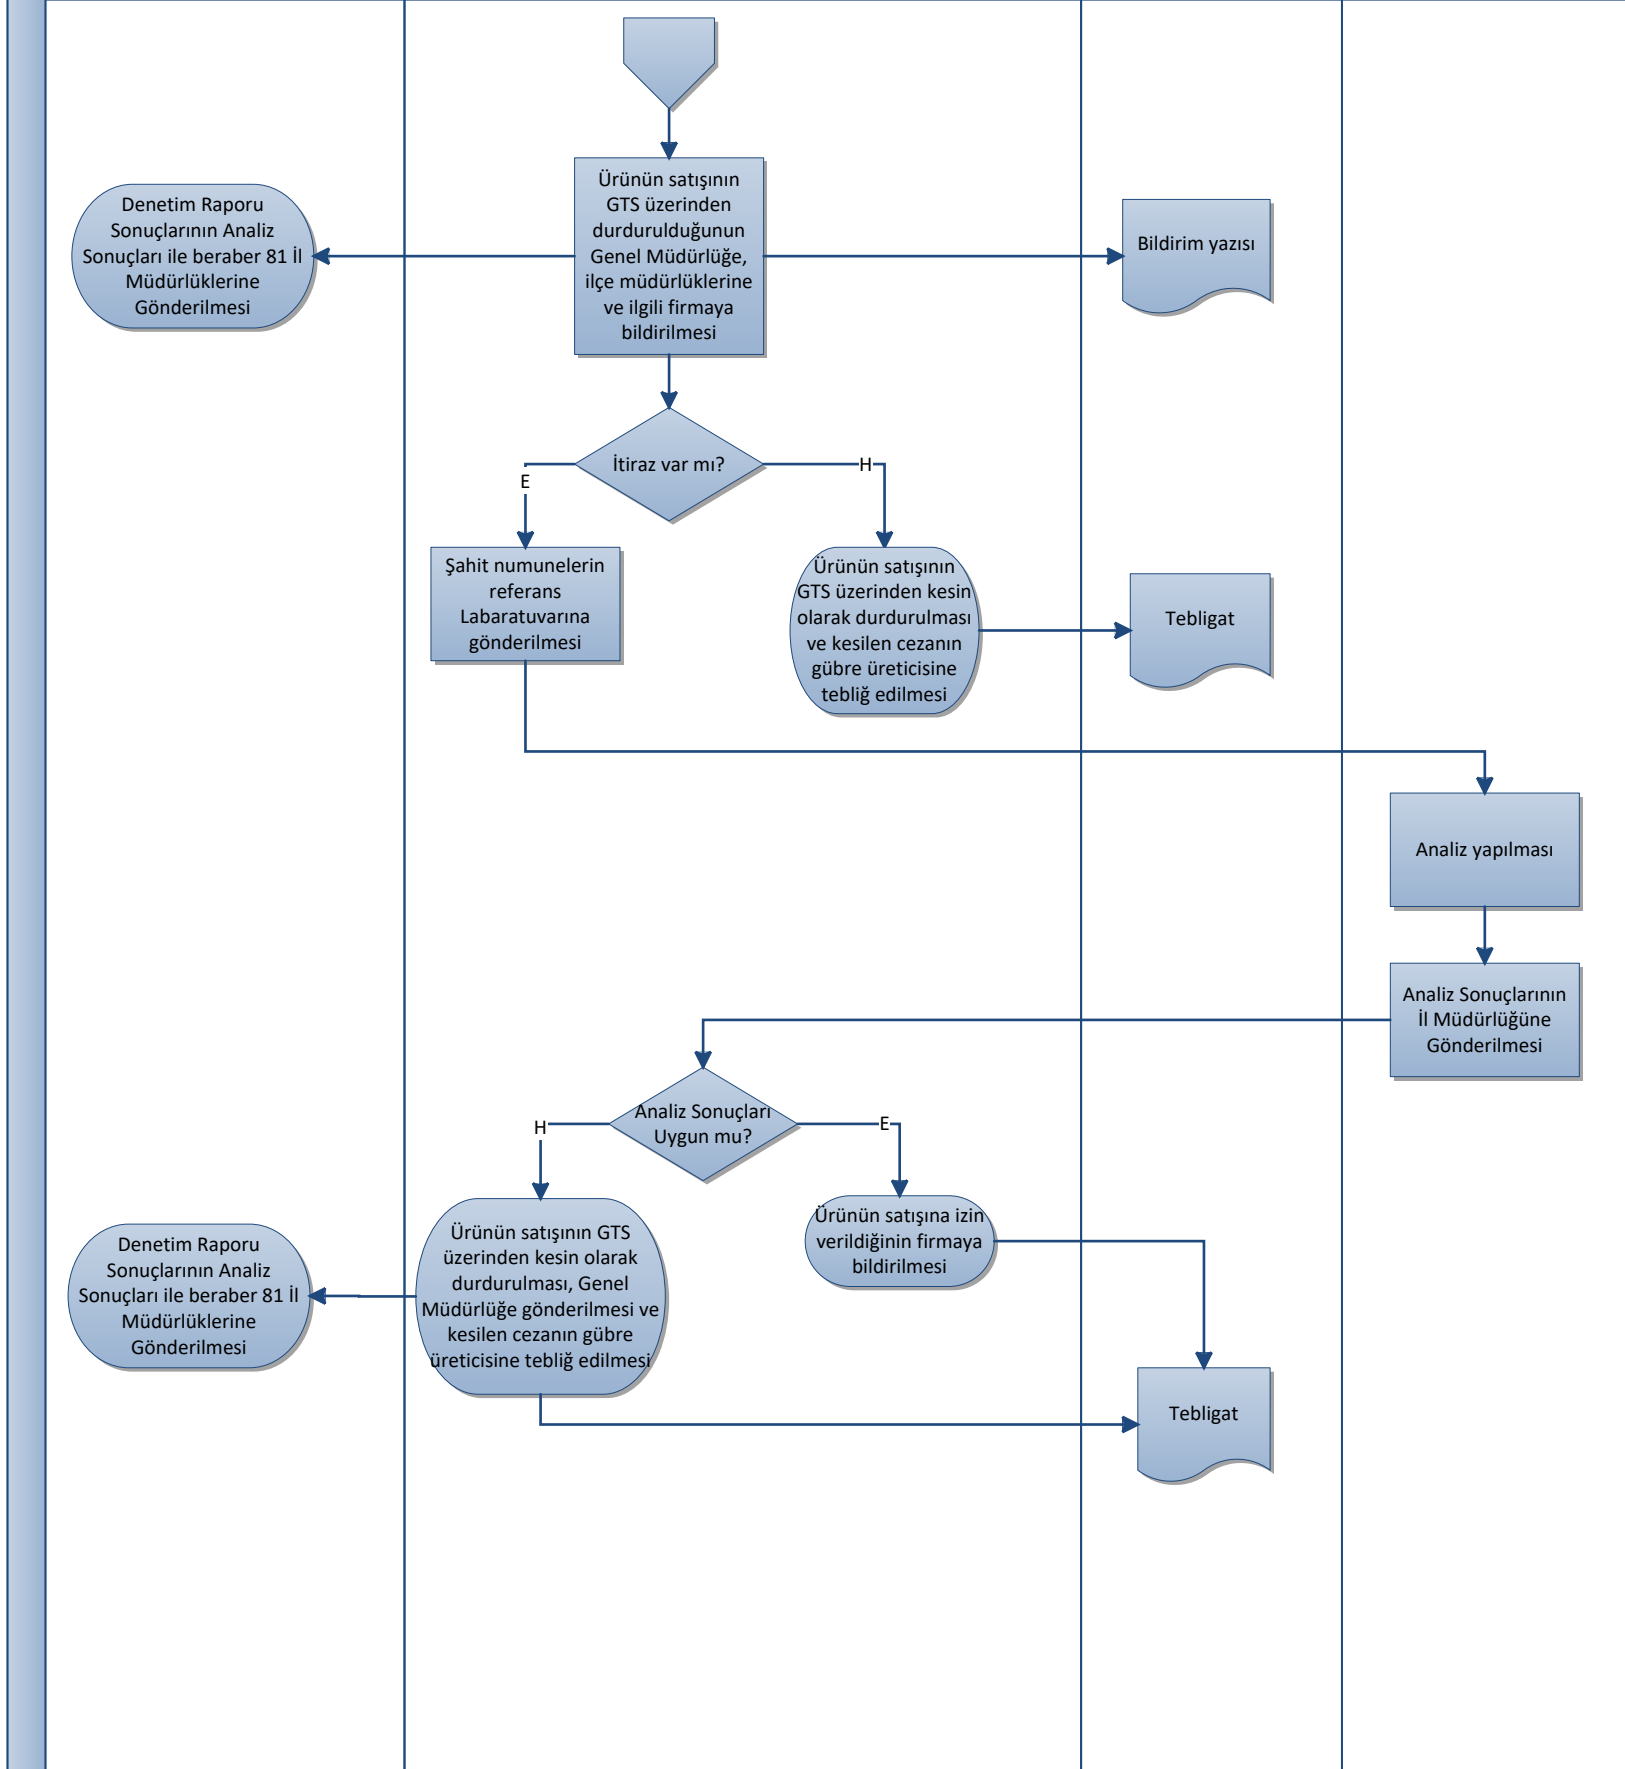 Ürünün satışının
GTS üzerinden
durdurulduğunun
Genel Müdürlüğe,
ilçe müdürlüklerine
ve ilgili firmaya
bildirilmesi
Denetim Raporu
Sonuçlarının Analiz
Sonuçları ile beraber 81 İl
Müdürlüklerine
Gönderilmesi
Bildirim yazısı
İtiraz var mı?
E
H
Şahit numunelerin
referans
Labaratuvarına
gönderilmesi
Ürünün satışının
GTS üzerinden kesin
olarak durdurulması
ve kesilen cezanın
gübre üreticisine
tebliğ edilmesi
Tebligat
Analiz yapılması
Analiz Sonuçlarının
İl Müdürlüğüne
Gönderilmesi
Analiz Sonuçları
Uygun mu?
H
E
Denetim Raporu
Sonuçlarının Analiz
Sonuçları ile beraber 81 İl
Müdürlüklerine
Gönderilmesi
Ürünün satışının GTS
üzerinden kesin olarak
durdurulması, Genel
Müdürlüğe gönderilmesi ve
kesilen cezanın gübre
üreticisine tebliğ edilmesi
Ürünün satışına izin
verildiğinin firmaya
bildirilmesi
Tebligat